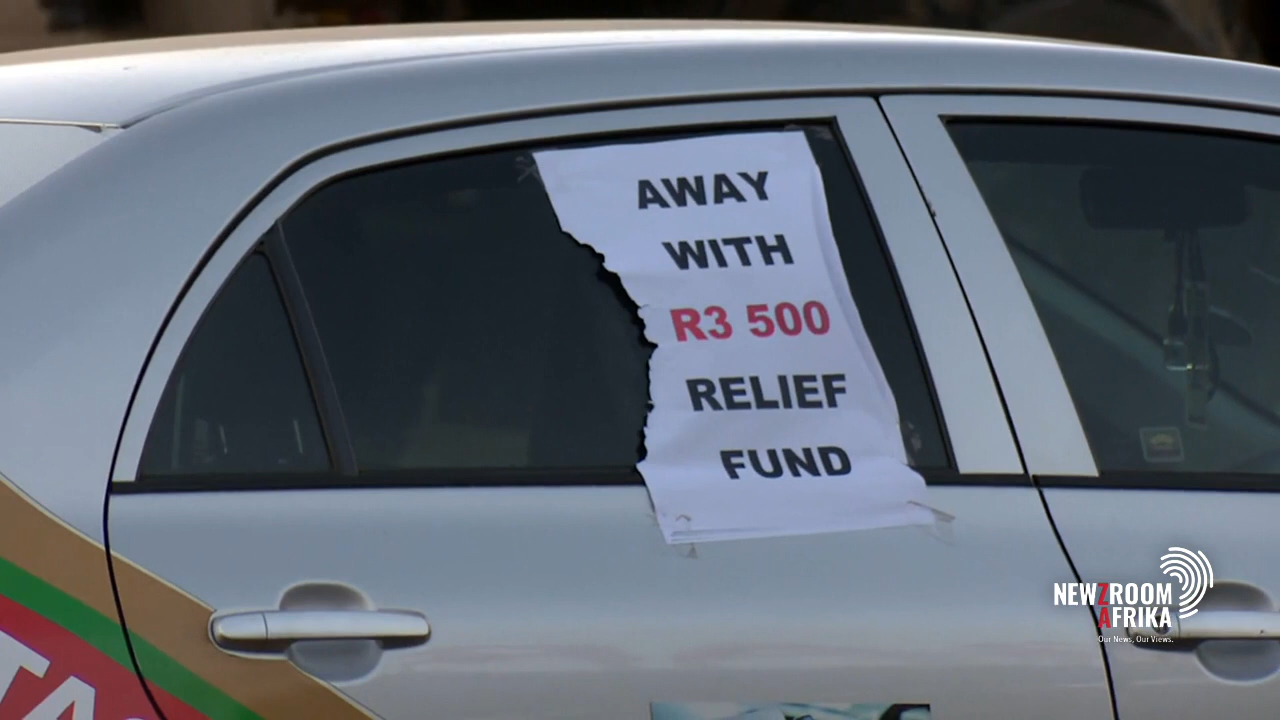 AWAY
WITH
R3 500
RELIEF
FUND
NEWZROOM
AFRIKA
Our News, Our Views.